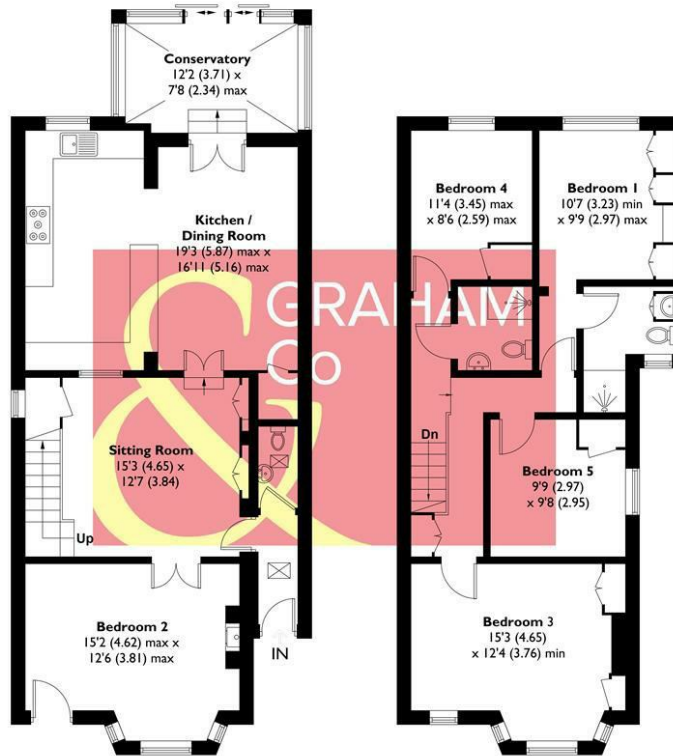 Conservatory
12'2 (3.71) x
7'8 (2.34) max
Kitchen /
Dining Room
19'3 (5.87) max x
16'11 (5.16) max
Sitting Room
15'3 (4.65) x
12'7 (3.84)
Up
Bedroom 2
15'2 (4.62) max x
12'6 (3.81) max
IN
Bedroom 4
11'4 (3.45) max
x 8'6 (2.59) max
Bedroom 1
10'7 (3.23) min
x 9'9 (2.97) max
Dn
Bedroom 5
9'9 (2.97)
x 9'8 (2.95)
Bedroom 3
15'3 (4.65)
x 12'4 (3.76) min
& GRAHAM
Co